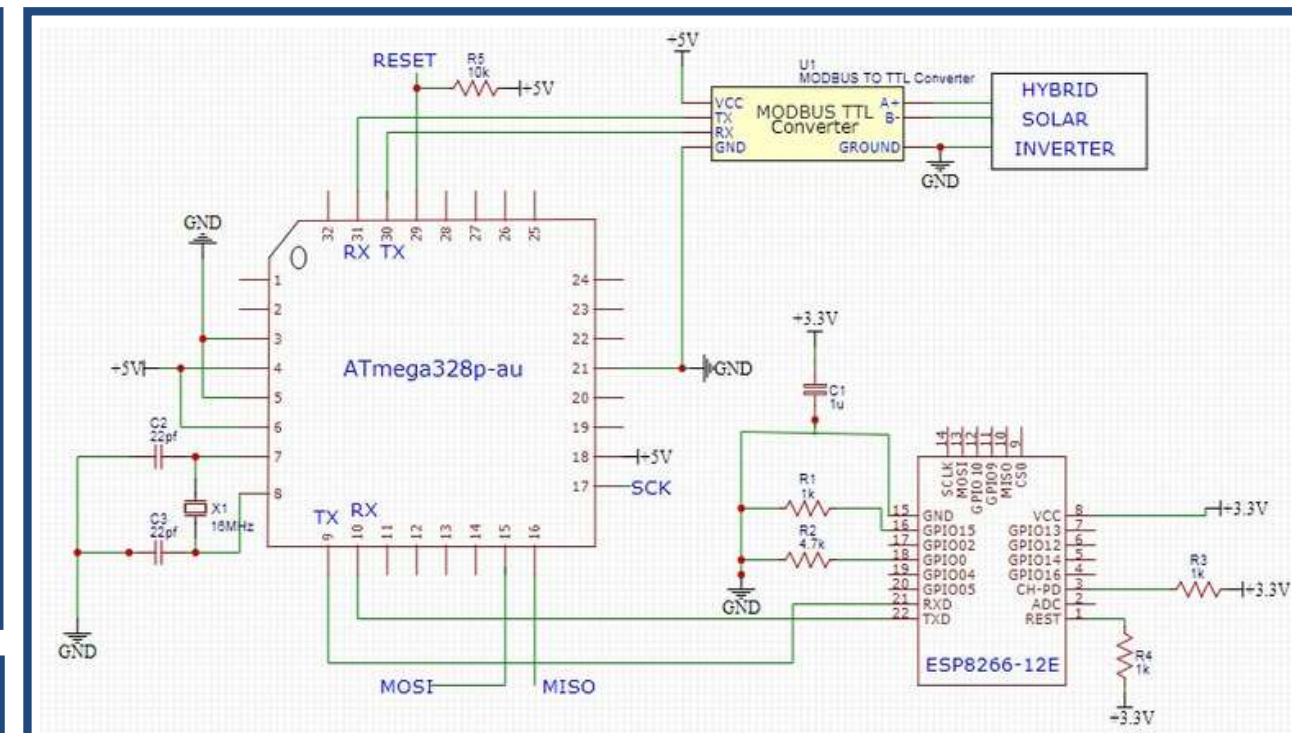 RESET
R5
10k
+5V
+5V
U1
MODBUS TO TTL Converter
VCC
TX
RX
GND
MODBUS TTL
Converter
A+
B-
GROUND
GND
HYBRID
SOLAR
INVERTER
GND
32
31
30
29
28
27
26
25
RX TX
1
2
3
4
5
6
7
8
+5V
ATmega328p-au
24
23
22
21
20
19
18
17
GND
+5V
SCK
C2
22pf
X1
16MHz
C3
22pf
GND
TX RX
9
10
11
12
13
14
15
16
MOSI
MISO
+3.3V
C1
1u
R1
1k
R2
4.7k
GND
14
13
12
11
10
9
SCLK
MOSI
GPIO10
GPIO9
MISO
CS0
15 GND
16 GPIO15
17 GPIO02
18 GPIO0
19 GPIO04
20 GPIO05
21 RXD
22 TXD
VCC 8
GPIO13 7
GPIO12 6
GPIO14 5
GPIO16 4
CH-PD 3
ADC 2
REST 1
ESP8266-12E
+3.3V
R3
1k
+3.3V
R4
1k
+3.3V